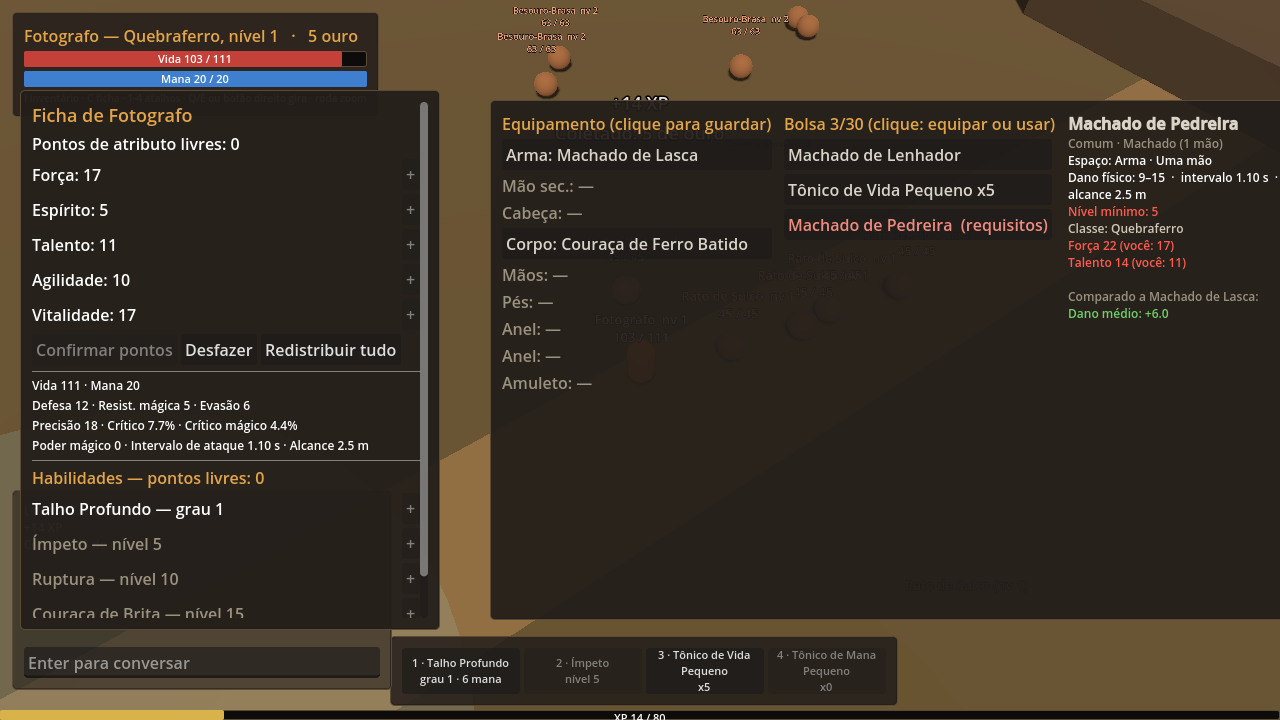 Fotografo — Quebraferro, nível 1 · 5 ouro
Vida 103 / 111
Mana 20 / 20
Besouro-Brasa nv 2
63 / 63
Besouro-Brasa nv 2
63 / 63
Besouro-Brasa nv 2
63 / 63
+14 XP
Ficha de Fotografo
Pontos de atributo livres: 0
Força: 17 +
Espírito: 5 +
Talento: 11 +
Agilidade: 10 +
Vitalidade: 17 +
Confirmar pontos Desfazer Redistribuir tudo
Vida 111 · Mana 20
Defesa 12 · Resist. mágica 5 · Evasão 6
Precisão 18 · Crítico 7.7% · Crítico mágico 4.4%
Poder mágico 0 · Intervalo de ataque 1.10 s · Alcance 2.5 m
Habilidades — pontos livres: 0
Talho Profundo — grau 1 +
Ímpeto — nível 5 +
Ruptura — nível 10 +
Couraça de Brita — nível 15 +
Enter para conversar
Equipamento (clique para guardar)
Arma: Machado de Lasca
Mão sec.: —
Cabeça: —
Corpo: Couraça de Ferro Batido
Mãos: —
Pés: —
Anel: —
Anel: —
Amuleto: —
Bolsa 3/30 (clique: equipar ou usar)
Machado de Lenhador
Tônico de Vida Pequeno x5
Machado de Pedreira (requisitos)
Machado de Pedreira
Comum · Machado (1 mão)
Espaço: Arma · Uma mão
Dano físico: 9–15 · intervalo 1.10 s ·
alcance 2.5 m
Nível mínimo: 5
Classe: Quebraferro
Força 22 (você: 17)
Talento 14 (você: 11)
Comparado a Machado de Lasca:
Dano médio: +6.0
1 · Talho Profundo
grau 1 · 6 mana
2 · Ímpeto
nível 5
3 · Tônico de Vida
Pequeno
x5
4 · Tônico de Mana
Pequeno
x0
XP 14 / 80